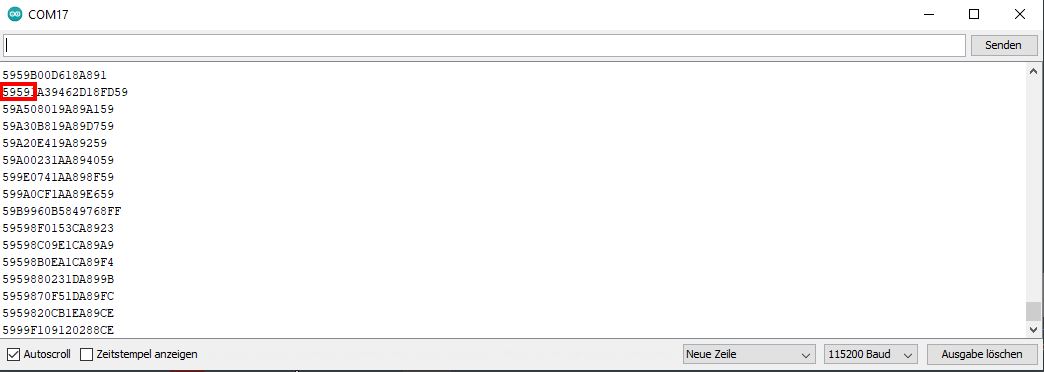 COM17
Senden
5959B00D618A891
59591A39462D18FD59
59A508019A89A159
59A30B819A89D759
59A20E419A89259
59A00231AA894059
599E0741AA898F59
599A0CF1AA89E659
59B9960B5849768FF
59598F0153CA8923
59598C09E1CA89A9
59598B0EA1CA89F4
5959880231DA899B
5959870F51DA89FC
5959820CB1EA89CE
5999F109120288CE
Autoscroll Zeitstempel anzeigen Neue Zeile 115200 Baud Ausgabe löschen